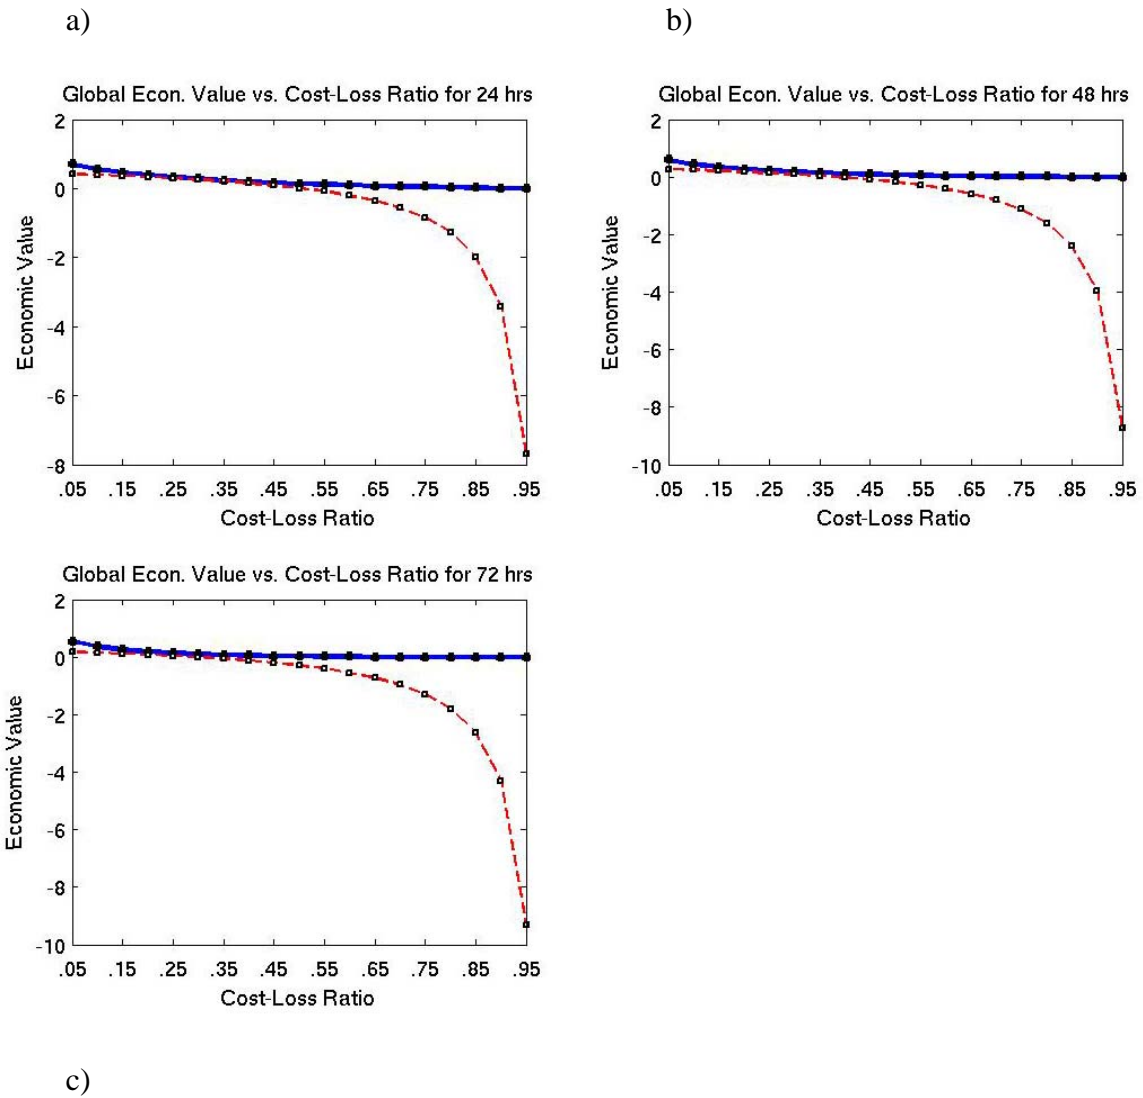 a)
b)
Global Econ. Value vs. Cost-Loss Ratio for 24 hrs
2
0
-2
-4
-6
-8
Economic Value
.05 .15 .25 .35 .45 .55 .65 .75 .85 .95
Cost-Loss Ratio
Global Econ. Value vs. Cost-Loss Ratio for 48 hrs
2
0
-2
-4
-6
-8
-10
Economic Value
.05 .15 .25 .35 .45 .55 .65 .75 .85 .95
Cost-Loss Ratio
Global Econ. Value vs. Cost-Loss Ratio for 72 hrs
2
0
-2
-4
-6
-8
-10
Economic Value
.05 .15 .25 .35 .45 .55 .65 .75 .85 .95
Cost-Loss Ratio
c)